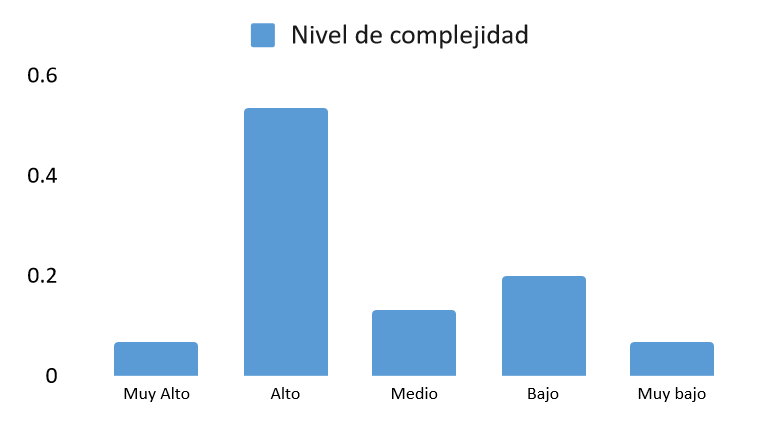 Nivel de complejidad
0.6
0.4
0.2
0
Muy Alto
Alto
Medio
Bajo
Muy bajo